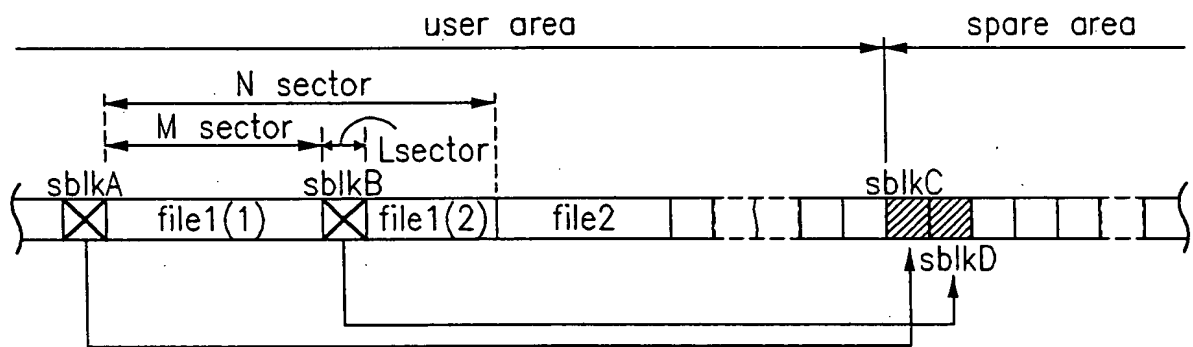 user area spare area
N sector
M sector
Lsector
sblkA sblkB sblkC
file1(1) file1(2) file2
sblkD